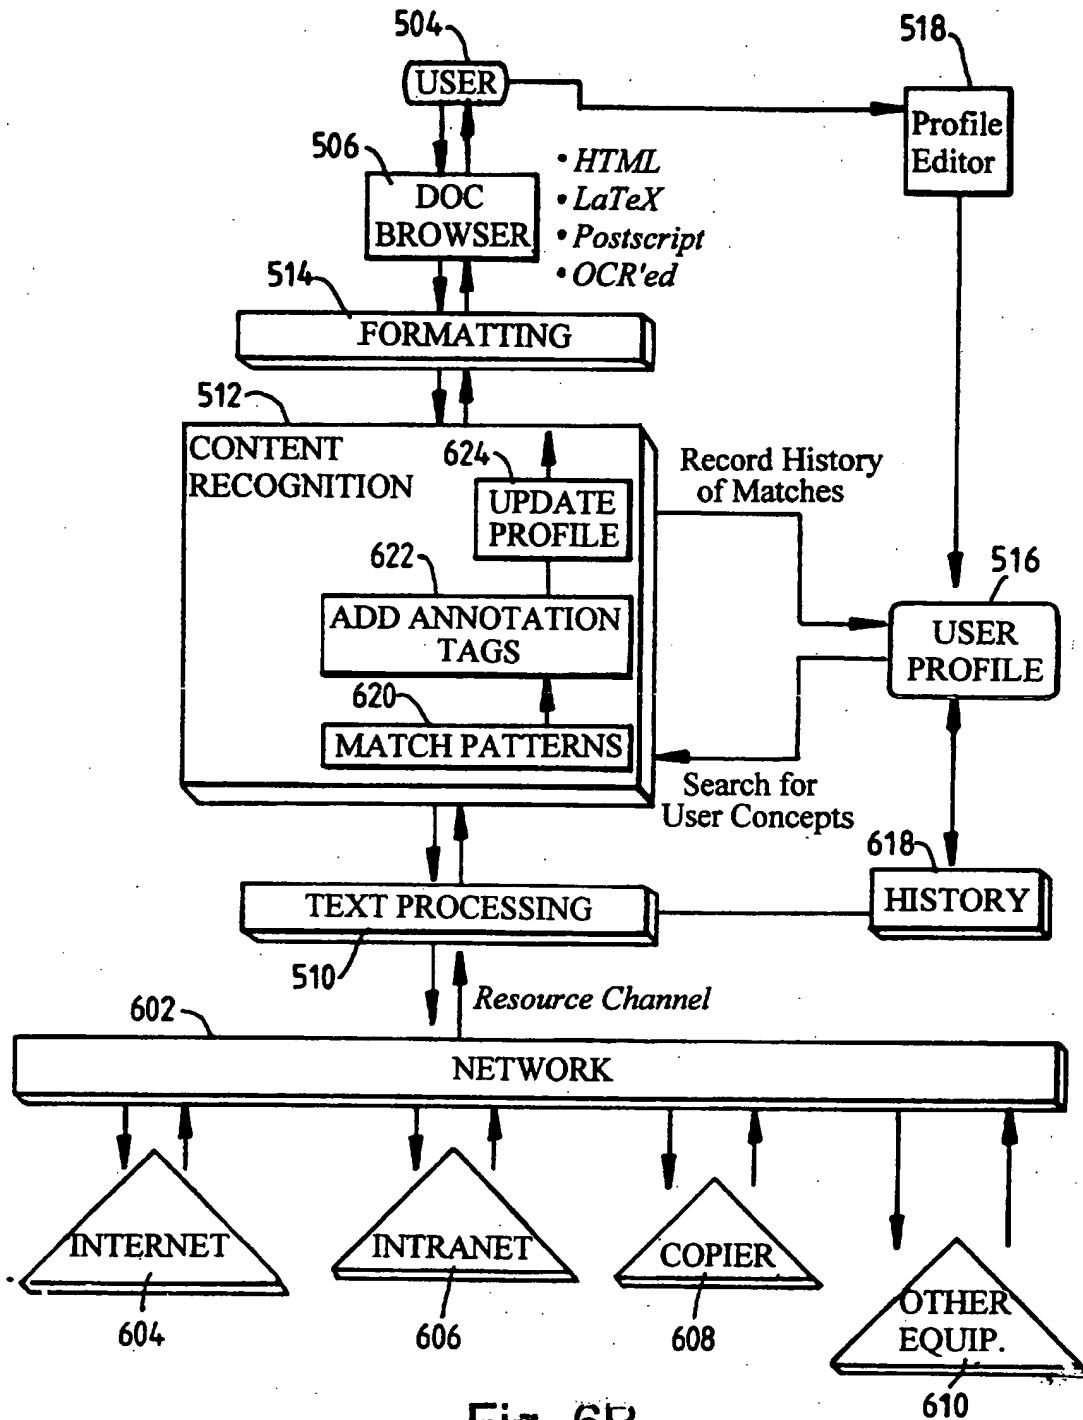 504
518
USER
Profile
Editor
506
DOC
BROWSER
• HTML
• LaTeX
• Postscript
• OCR'ed
514
FORMATTING
512
CONTENT
RECOGNITION
624
UPDATE
PROFILE
Record History
of Matches
622
ADD ANNOTATION
TAGS
516
USER
PROFILE
620
MATCH PATTERNS
Search for
User Concepts
618
HISTORY
TEXT PROCESSING
510
Resource Channel
602
NETWORK
INTERNET
INTRANET
COPIER
OTHER
EQUIP.
604
606
608
610
Fig. 6B